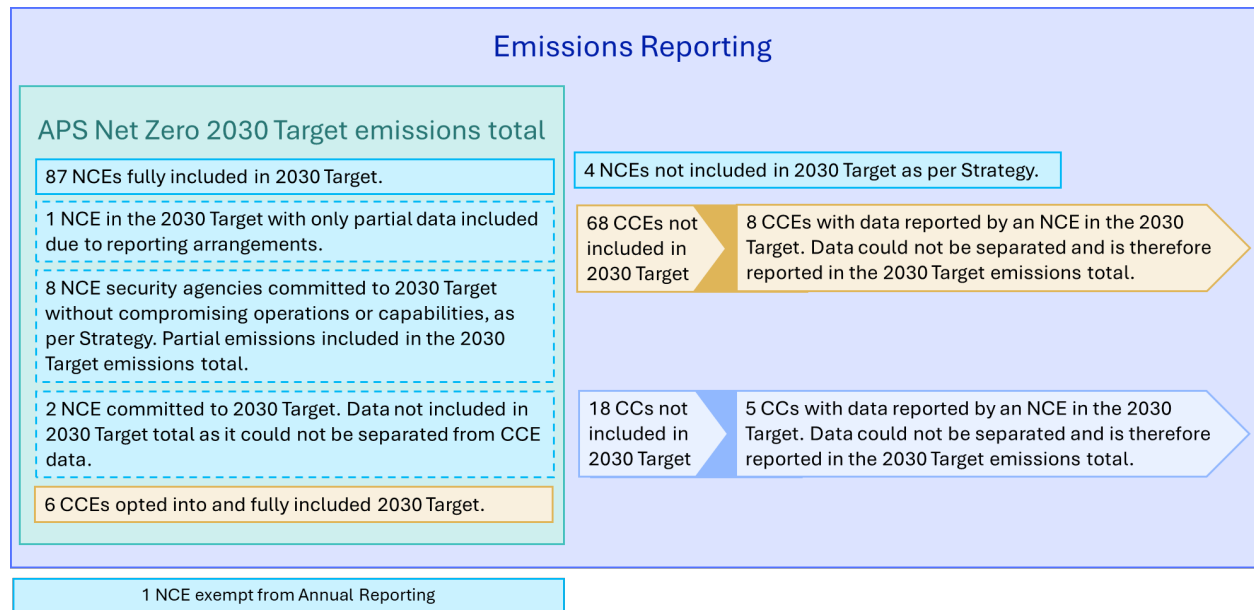 Emissions Reporting
APS Net Zero 2030 Target emissions total
87 NCEs fully included in 2030 Target.
1 NCE in the 2030 Target with only partial data included
due to reporting arrangements.
8 NCE security agencies committed to 2030 Target
without compromising operations or capabilities, as
per Strategy. Partial emissions included in the 2030
Target emissions total.
2 NCE committed to 2030 Target. Data not included in
2030 Target total as it could not be separated from CCE
data.
6 CCEs opted into and fully included 2030 Target.
4 NCEs not included in 2030 Target as per Strategy.
68 CCEs not
included in
2030 Target
8 CCEs with data reported by an NCE in the 2030
Target. Data could not be separated and is therefore
reported in the 2030 Target emissions total.
18 CCs not
included in
2030 Target
5 CCs with data reported by an NCE in the 2030
Target. Data could not be separated and is therefore
reported in the 2030 Target emissions total.
1 NCE exempt from Annual Reporting